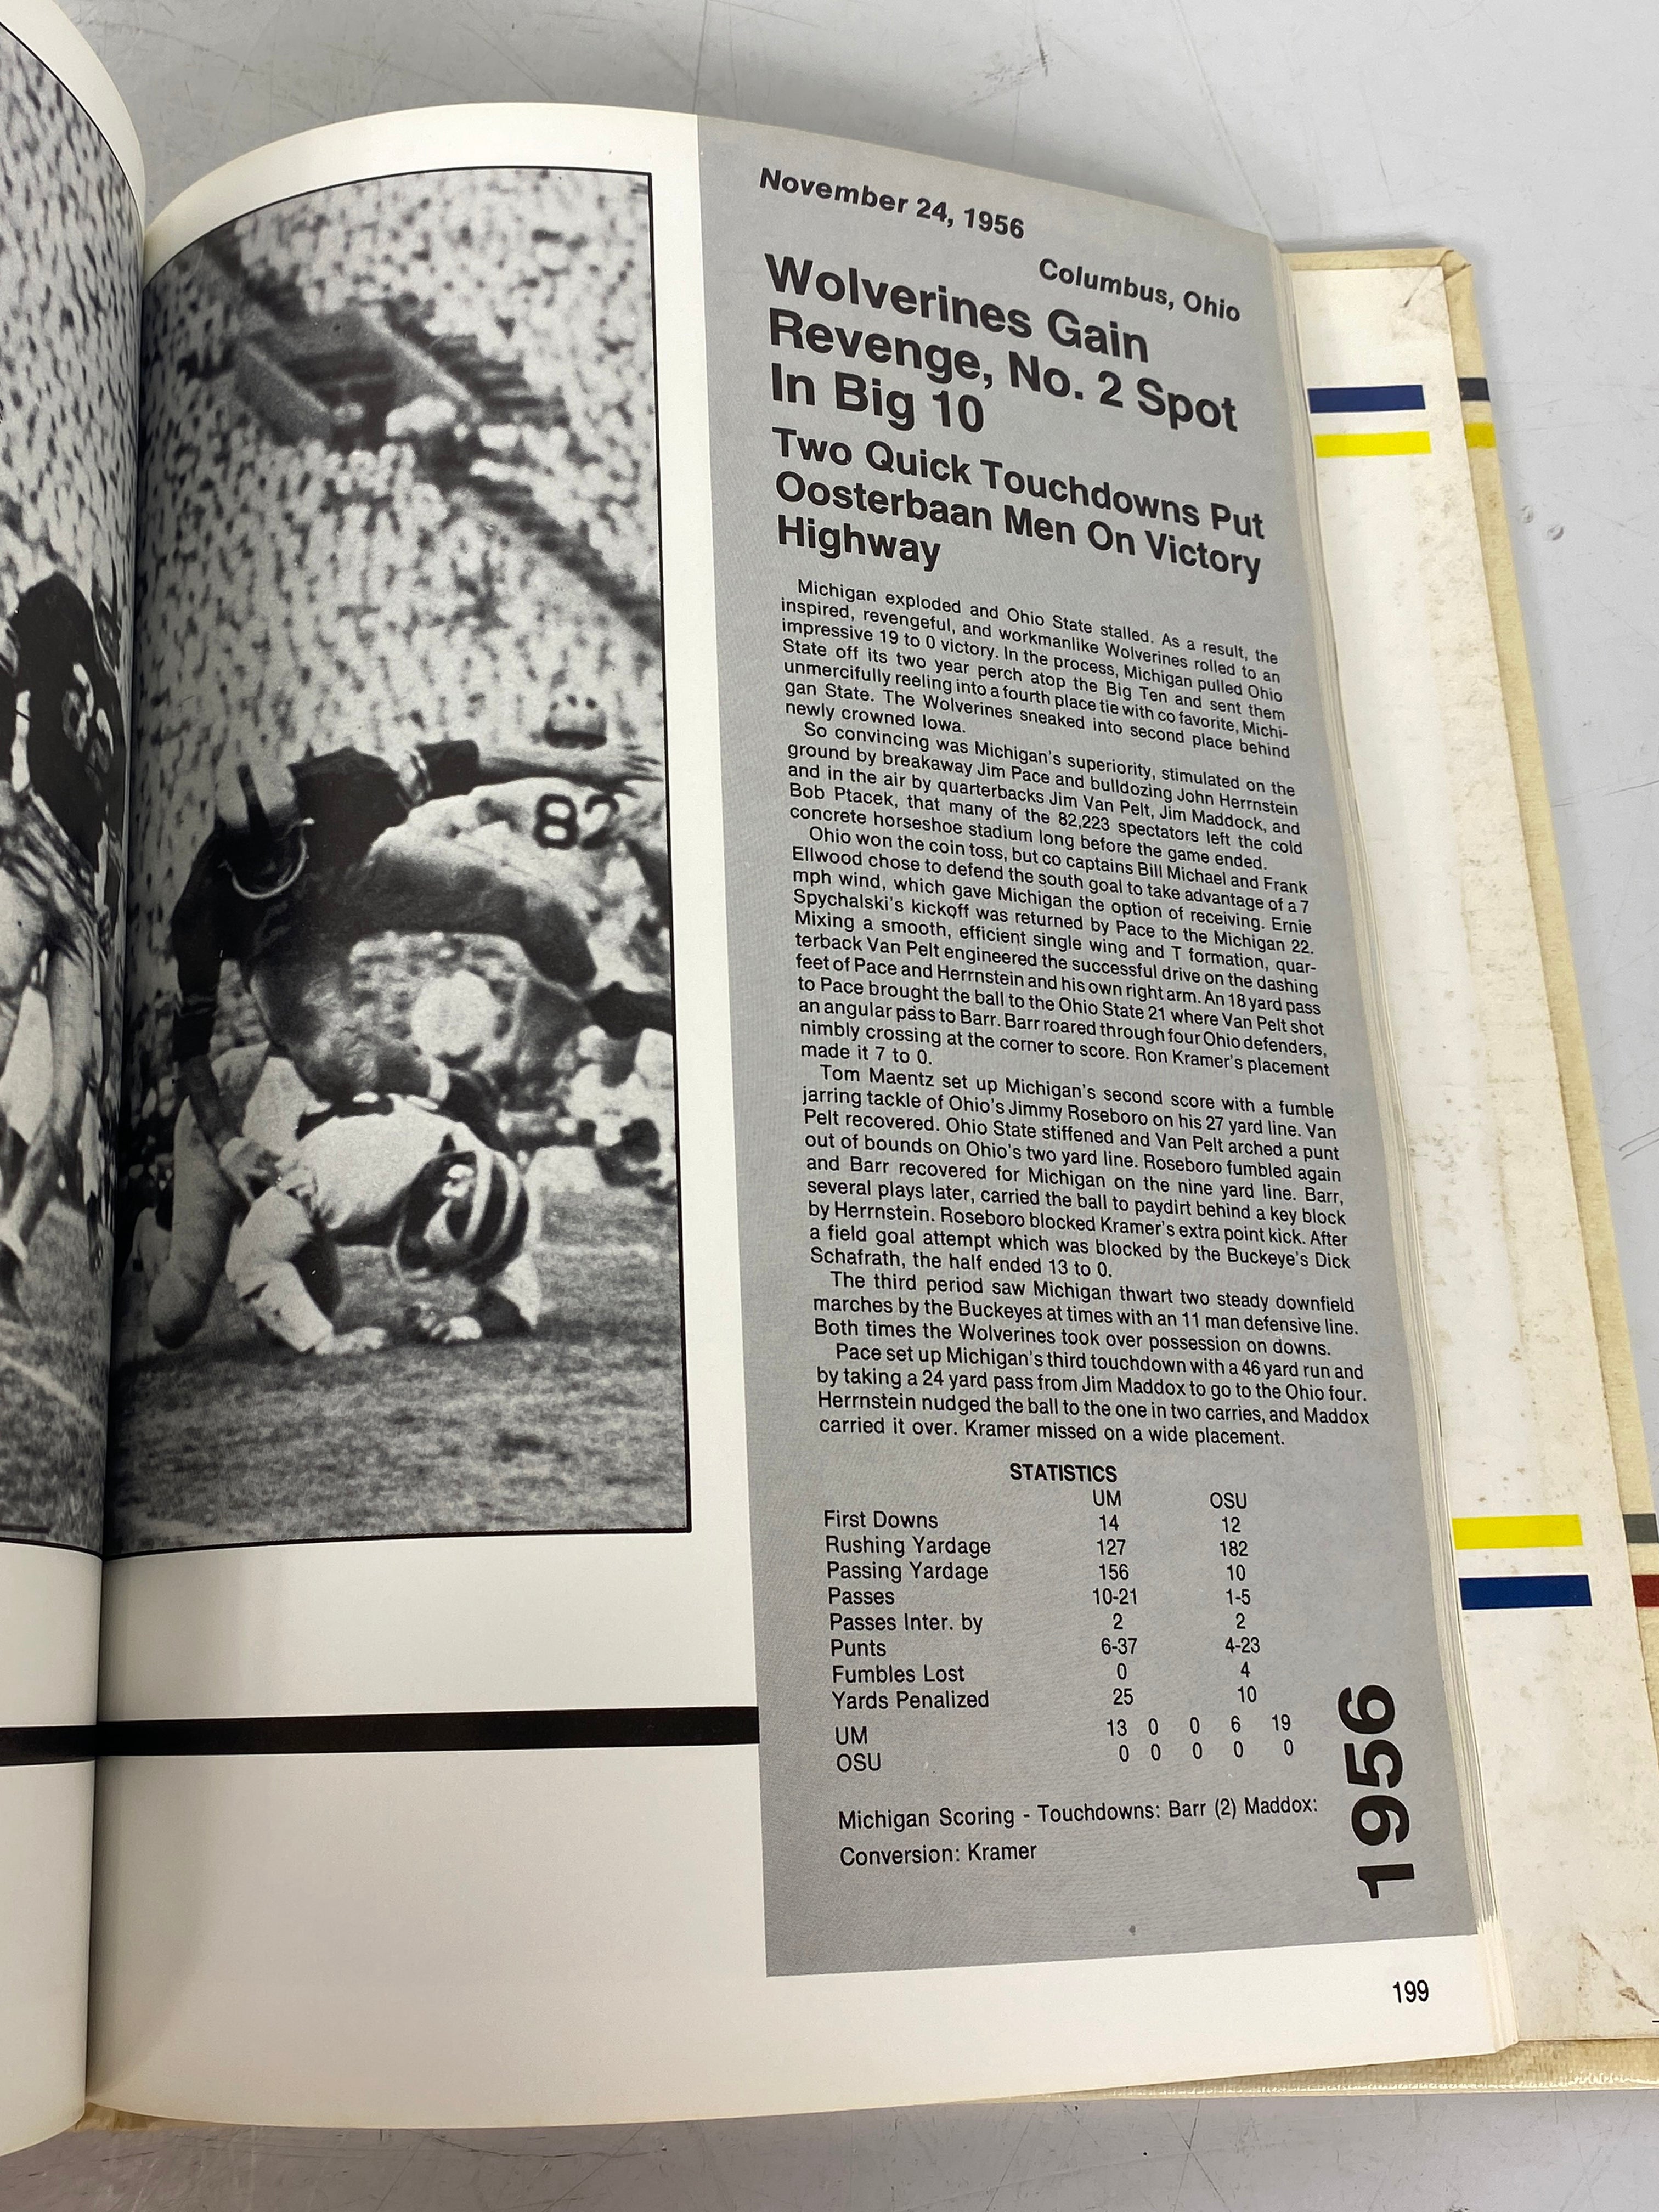 November 24, 1956
Columbus, Ohio
Wolverines Gain
Revenge, No. 2 Spot
In Big 10
Two Quick Touchdowns Put
Oosterbaan Men On Victory
Highway
Michigan exploded and Ohio State stalled. As a result, the
inspired, revengeful, and workmanlike Wolverines rolled to an
impressive 19 to 0 victory. In the process, Michigan pulled Ohio
State off its two year perch atop the Big Ten and sent them
unmercifully reeling into a fourth place tie with co favorite, Michi-
gan State. The Wolverines sneaked into second place behind
newly crowned Iowa.
So convincing was Michigan's superiority, stimulated on the
ground by breakaway Jim Pace and bulldozing John Herrnstein
and in the air by quarterbacks Jim Van Pelt, Jim Maddock, and
Bob Ptacek, that many of the 82,223 spectators left the cold
concrete horseshoe stadium long before the game ended.
Ohio won the coin toss, but co captains Bill Michael and Frank
Ellwood chose to defend the south goal to take advantage of a 7
mph wind, which gave Michigan the option of receiving. Ernie
Spychalski's kickoff was returned by Pace to the Michigan 22.
Mixing a smooth, efficient single wing and T formation, quar-
terback Van Pelt engineered the successful drive on the dashing
feet of Pace and Herrnstein and his own right arm. An 18 yard pass
to Pace brought the ball to the Ohio State 21 where Van Pelt shot
an angular pass to Barr. Barr roared through four Ohio defenders,
nimbly crossing at the corner to score. Ron Kramer's placement
made it 7 to 0.
Tom Maentz set up Michigan's second score with a fumble
jarring tackle of Ohio's Jimmy Roseboro on his 27 yard line. Van
Pelt recovered. Ohio State stiffened and Van Pelt arched a punt
out of bounds on Ohio's two yard line. Roseboro fumbled again
and Barr recovered for Michigan on the nine yard line. Barr,
several plays later, carried the ball to paydirt behind a key block
by Herrnstein. Roseboro blocked Kramer's extra point kick. After
a field goal attempt which was blocked by the Buckeye's Dick
Schafrath, the half ended 13 to 0.
The third period saw Michigan thwart two steady downfield
marches by the Buckeyes at times with an 11 man defensive line.
Both times the Wolverines took over possession on downs.
Pace set up Michigan's third touchdown with a 46 yard run and
by taking a 24 yard pass from Jim Maddox to go to the Ohio four.
Herrnstein nudged the ball to the one in two carries, and Maddox
carried it over. Kramer missed on a wide placement.
STATISTICS
UM OSU
First Downs 14 12
Rushing Yardage 127 182
Passing Yardage 156 10
Passes 10-21 1-5
Passes Inter. by 2 2
Punts 6-37 4-23
Fumbles Lost 0 4
Yards Penalized 25 10
UM 13 0 0 6 19
OSU 0 0 0 0 0
Michigan Scoring - Touchdowns: Barr (2) Maddox:
Conversion: Kramer
1956
199
82